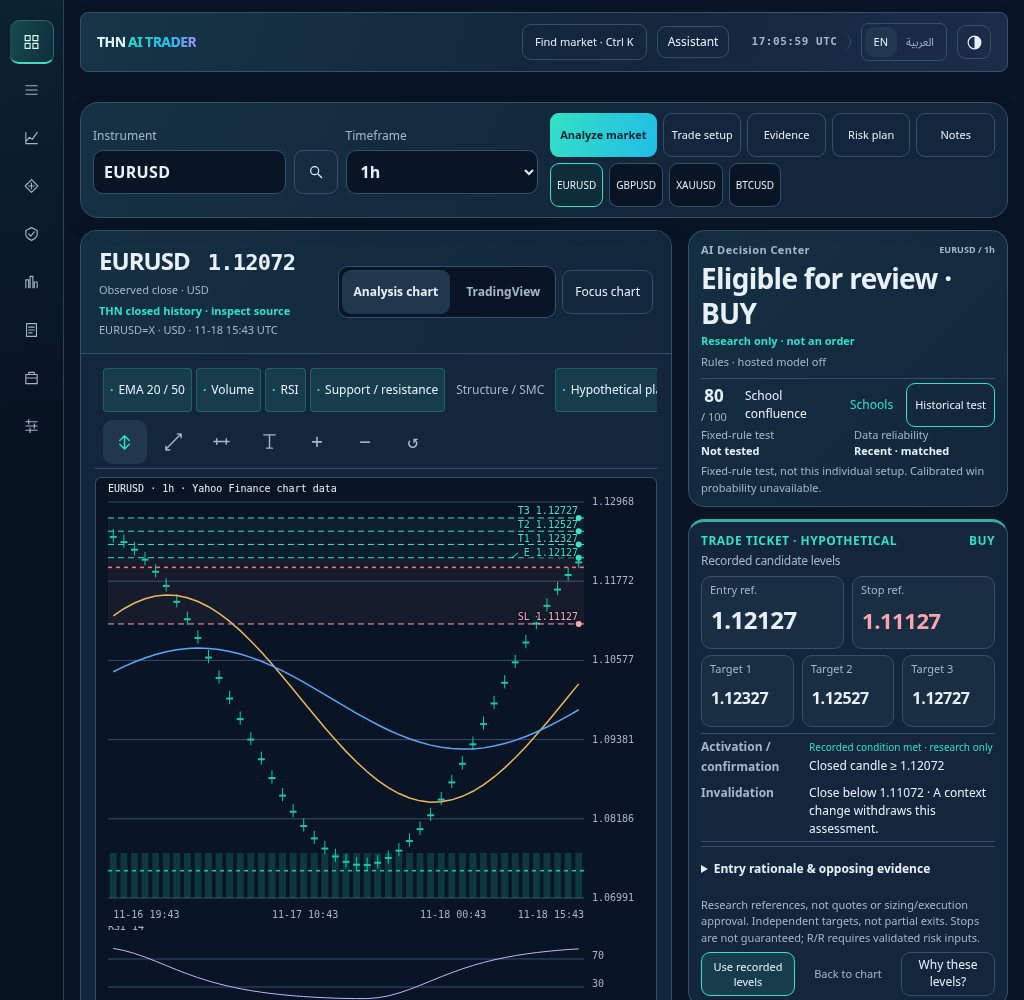 THN AI TRADER
Find market · Ctrl K
Assistant
17:05:59 UTC
EN
العربية
Instrument
EURUSD
Timeframe
1h
Analyze market
Trade setup
Evidence
Risk plan
Notes
EURUSD
GBPUSD
XAUUSD
BTCUSD
EURUSD 1.12072
Observed close · USD
THN closed history · inspect source
EURUSD=X · USD · 11-18 15:43 UTC
Analysis chart
TradingView
Focus chart
· EMA 20 / 50
· Volume
· RSI
· Support / resistance
Structure / SMC
· Hypothetical
EURUSD · 1h · Yahoo Finance chart data
1.12968
T3 1.12727
T2 1.12527
T1 1.12327
E 1.12127
1.11772
SL 1.11127
1.10577
1.09381
1.08186
1.06991
11-16 19:43
11-17 10:43
11-18 00:43
11-18 15:43
RSI 14
70
30
AI Decision Center
EURUSD / 1h
Eligible for review ·
BUY
Research only · not an order
Rules · hosted model off
80
/ 100
School
confluence
Schools
Historical test
Fixed-rule test
Not tested
Data reliability
Recent · matched
Fixed-rule test, not this individual setup. Calibrated win
probability unavailable.
TRADE TICKET · HYPOTHETICAL
BUY
Recorded candidate levels
Entry ref.
1.12127
Stop ref.
1.11127
Target 1
1.12327
Target 2
1.12527
Target 3
1.12727
Activation /
confirmation
Recorded condition met · research only
Closed candle ≥ 1.12072
Invalidation
Close below 1.11072 · A context
change withdraws this
assessment.
Entry rationale & opposing evidence
Research references, not quotes or sizing/execution
approval. Independent targets, not partial exits. Stops
are not guaranteed; R/R requires validated risk inputs.
Use recorded
levels
Back to chart
Why these
levels?